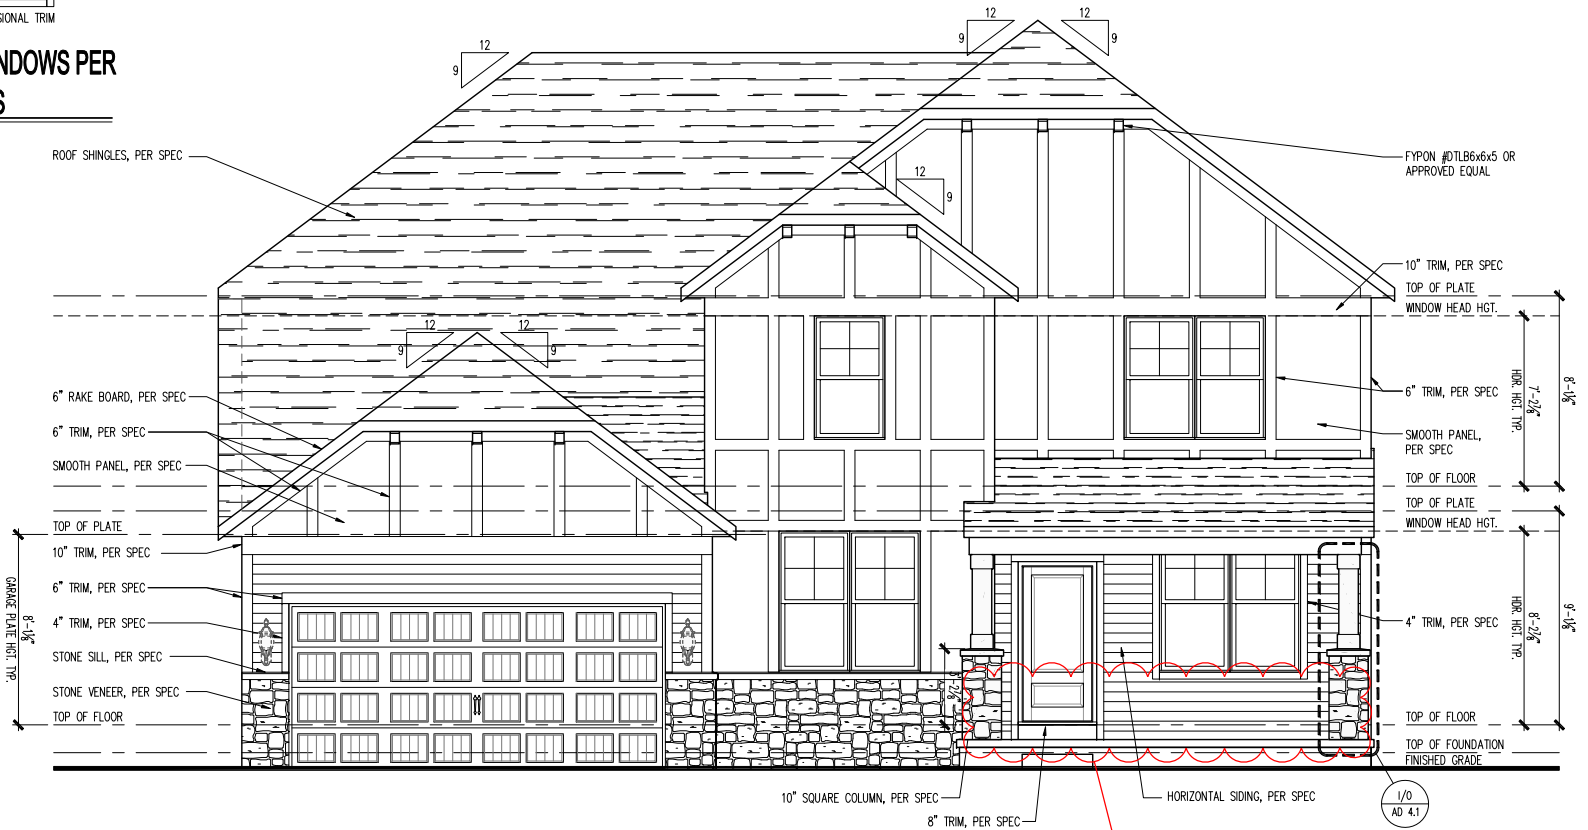 SIONAL TRIM
NDOWS PER
S
12
9
12
9
12
9
12
9
12
9
12
9
ROOF SHINGLES, PER SPEC
FYPON #DTLB6x6x5 OR
APPROVED EQUAL
10" TRIM, PER SPEC
TOP OF PLATE
WINDOW HEAD HGT.
6" TRIM, PER SPEC
SMOOTH PANEL,
PER SPEC
TOP OF FLOOR
TOP OF PLATE
WINDOW HEAD HGT.
HDR. HGT. TYP.
7'-2⅞"
8'-1⅛"
6" RAKE BOARD, PER SPEC
6" TRIM, PER SPEC
SMOOTH PANEL, PER SPEC
TOP OF PLATE
10" TRIM, PER SPEC
6" TRIM, PER SPEC
4" TRIM, PER SPEC
STONE SILL, PER SPEC
STONE VENEER, PER SPEC
TOP OF FLOOR
GARAGE PLATE HGT. TYP.
8'-1⅛"
4" TRIM, PER SPEC
HDR. HGT. TYP.
8'-2⅞"
9'-1⅛"
TOP OF FLOOR
TOP OF FOUNDATION
FINISHED GRADE
10" SQUARE COLUMN, PER SPEC
8" TRIM, PER SPEC
HORIZONTAL SIDING, PER SPEC
1/0
AD 4.1